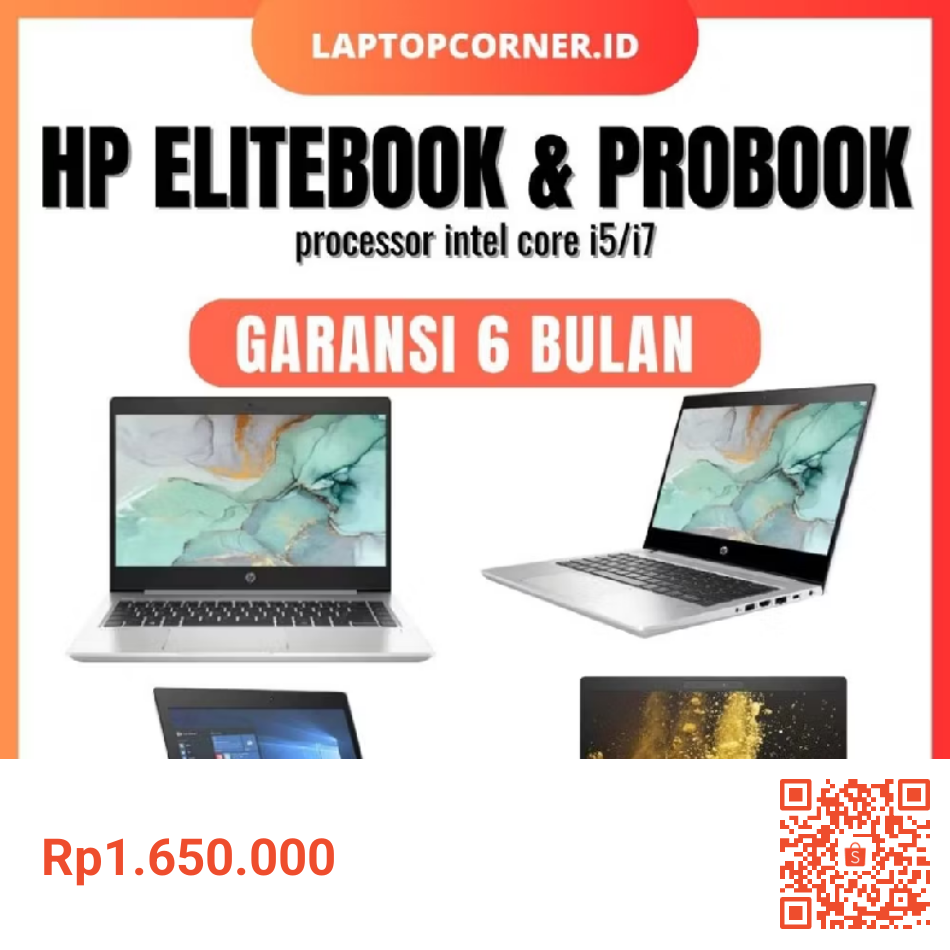 LAPTOPCORNER.ID
HP ELITEBOOK & PROBOOK
processor intel core i5/i7
GARANSI 6 BULAN
Rp1.650.000